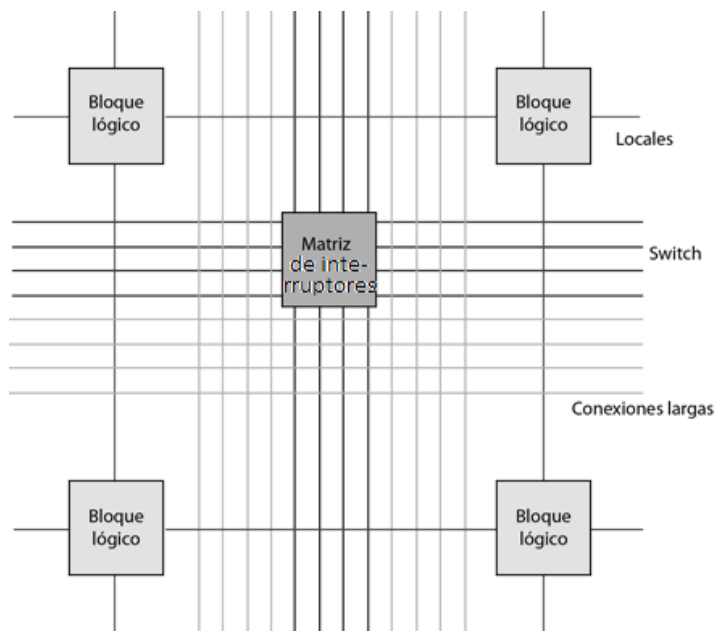 Bloque
lógico
Bloque
lógico
Locales
Matriz
de inte-
rruptores
Switch
Conexiones largas
Bloque
lógico
Bloque
lógico